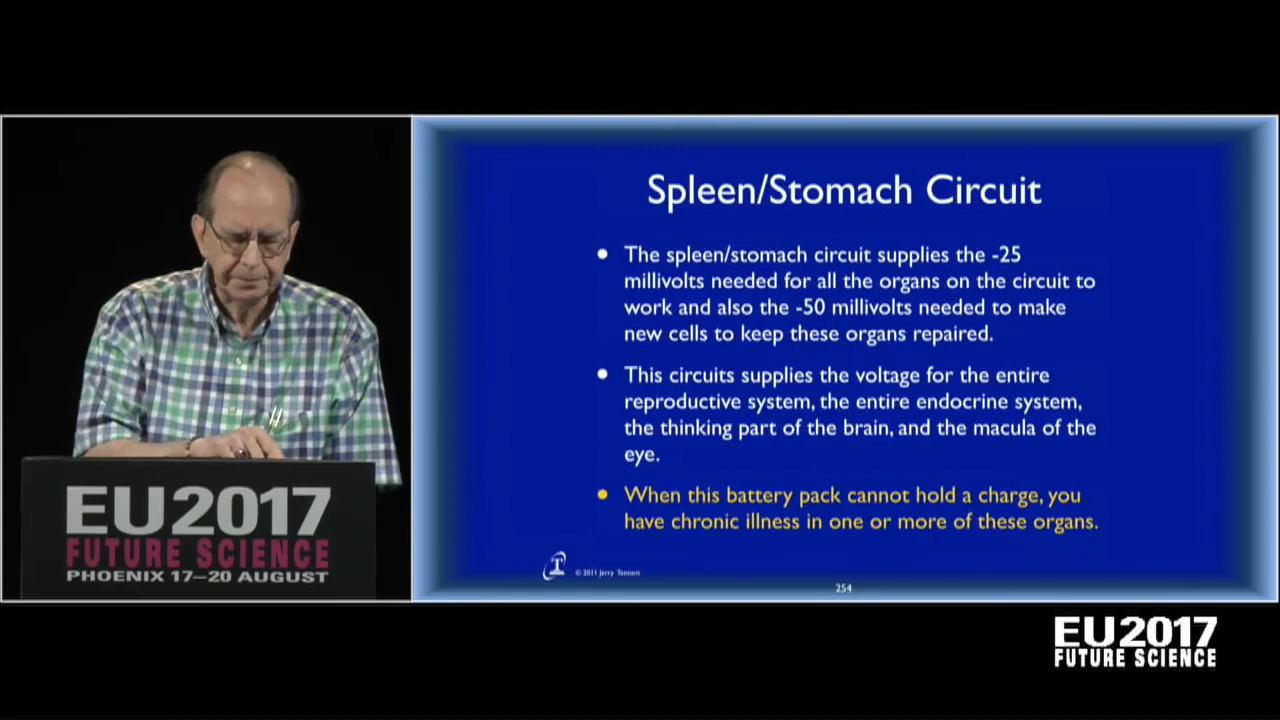 Spleen/Stomach Circuit
The spleen/stomach circuit supplies the -25
millivolts needed for all the organs on the circuit to
work and also the -50 millivolts needed to make
new cells to keep these organs repaired.
This circuits supplies the voltage for the entire
reproductive system, the entire endocrine system,
the thinking part of the brain, and the macula of the
eye.
When this battery pack cannot hold a charge, you
have chronic illness in one or more of these organs.
T
© 2011 Jerry Tennant
254
EU2017
FUTURE SCIENCE
PHOENIX 17–20 AUGUST
EU2017
FUTURE SCIENCE